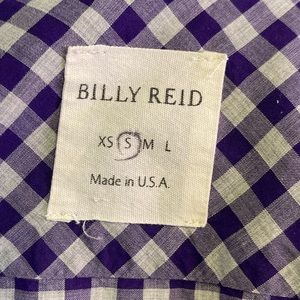 BILLY REID
XS S M L
Made in U.S.A.